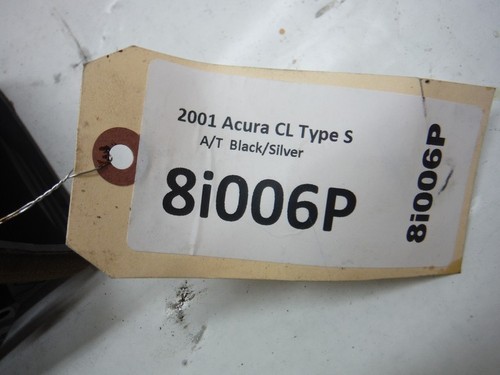 2001 Acura CL Type S
A/T Black/Silver
8i006P
8i006P